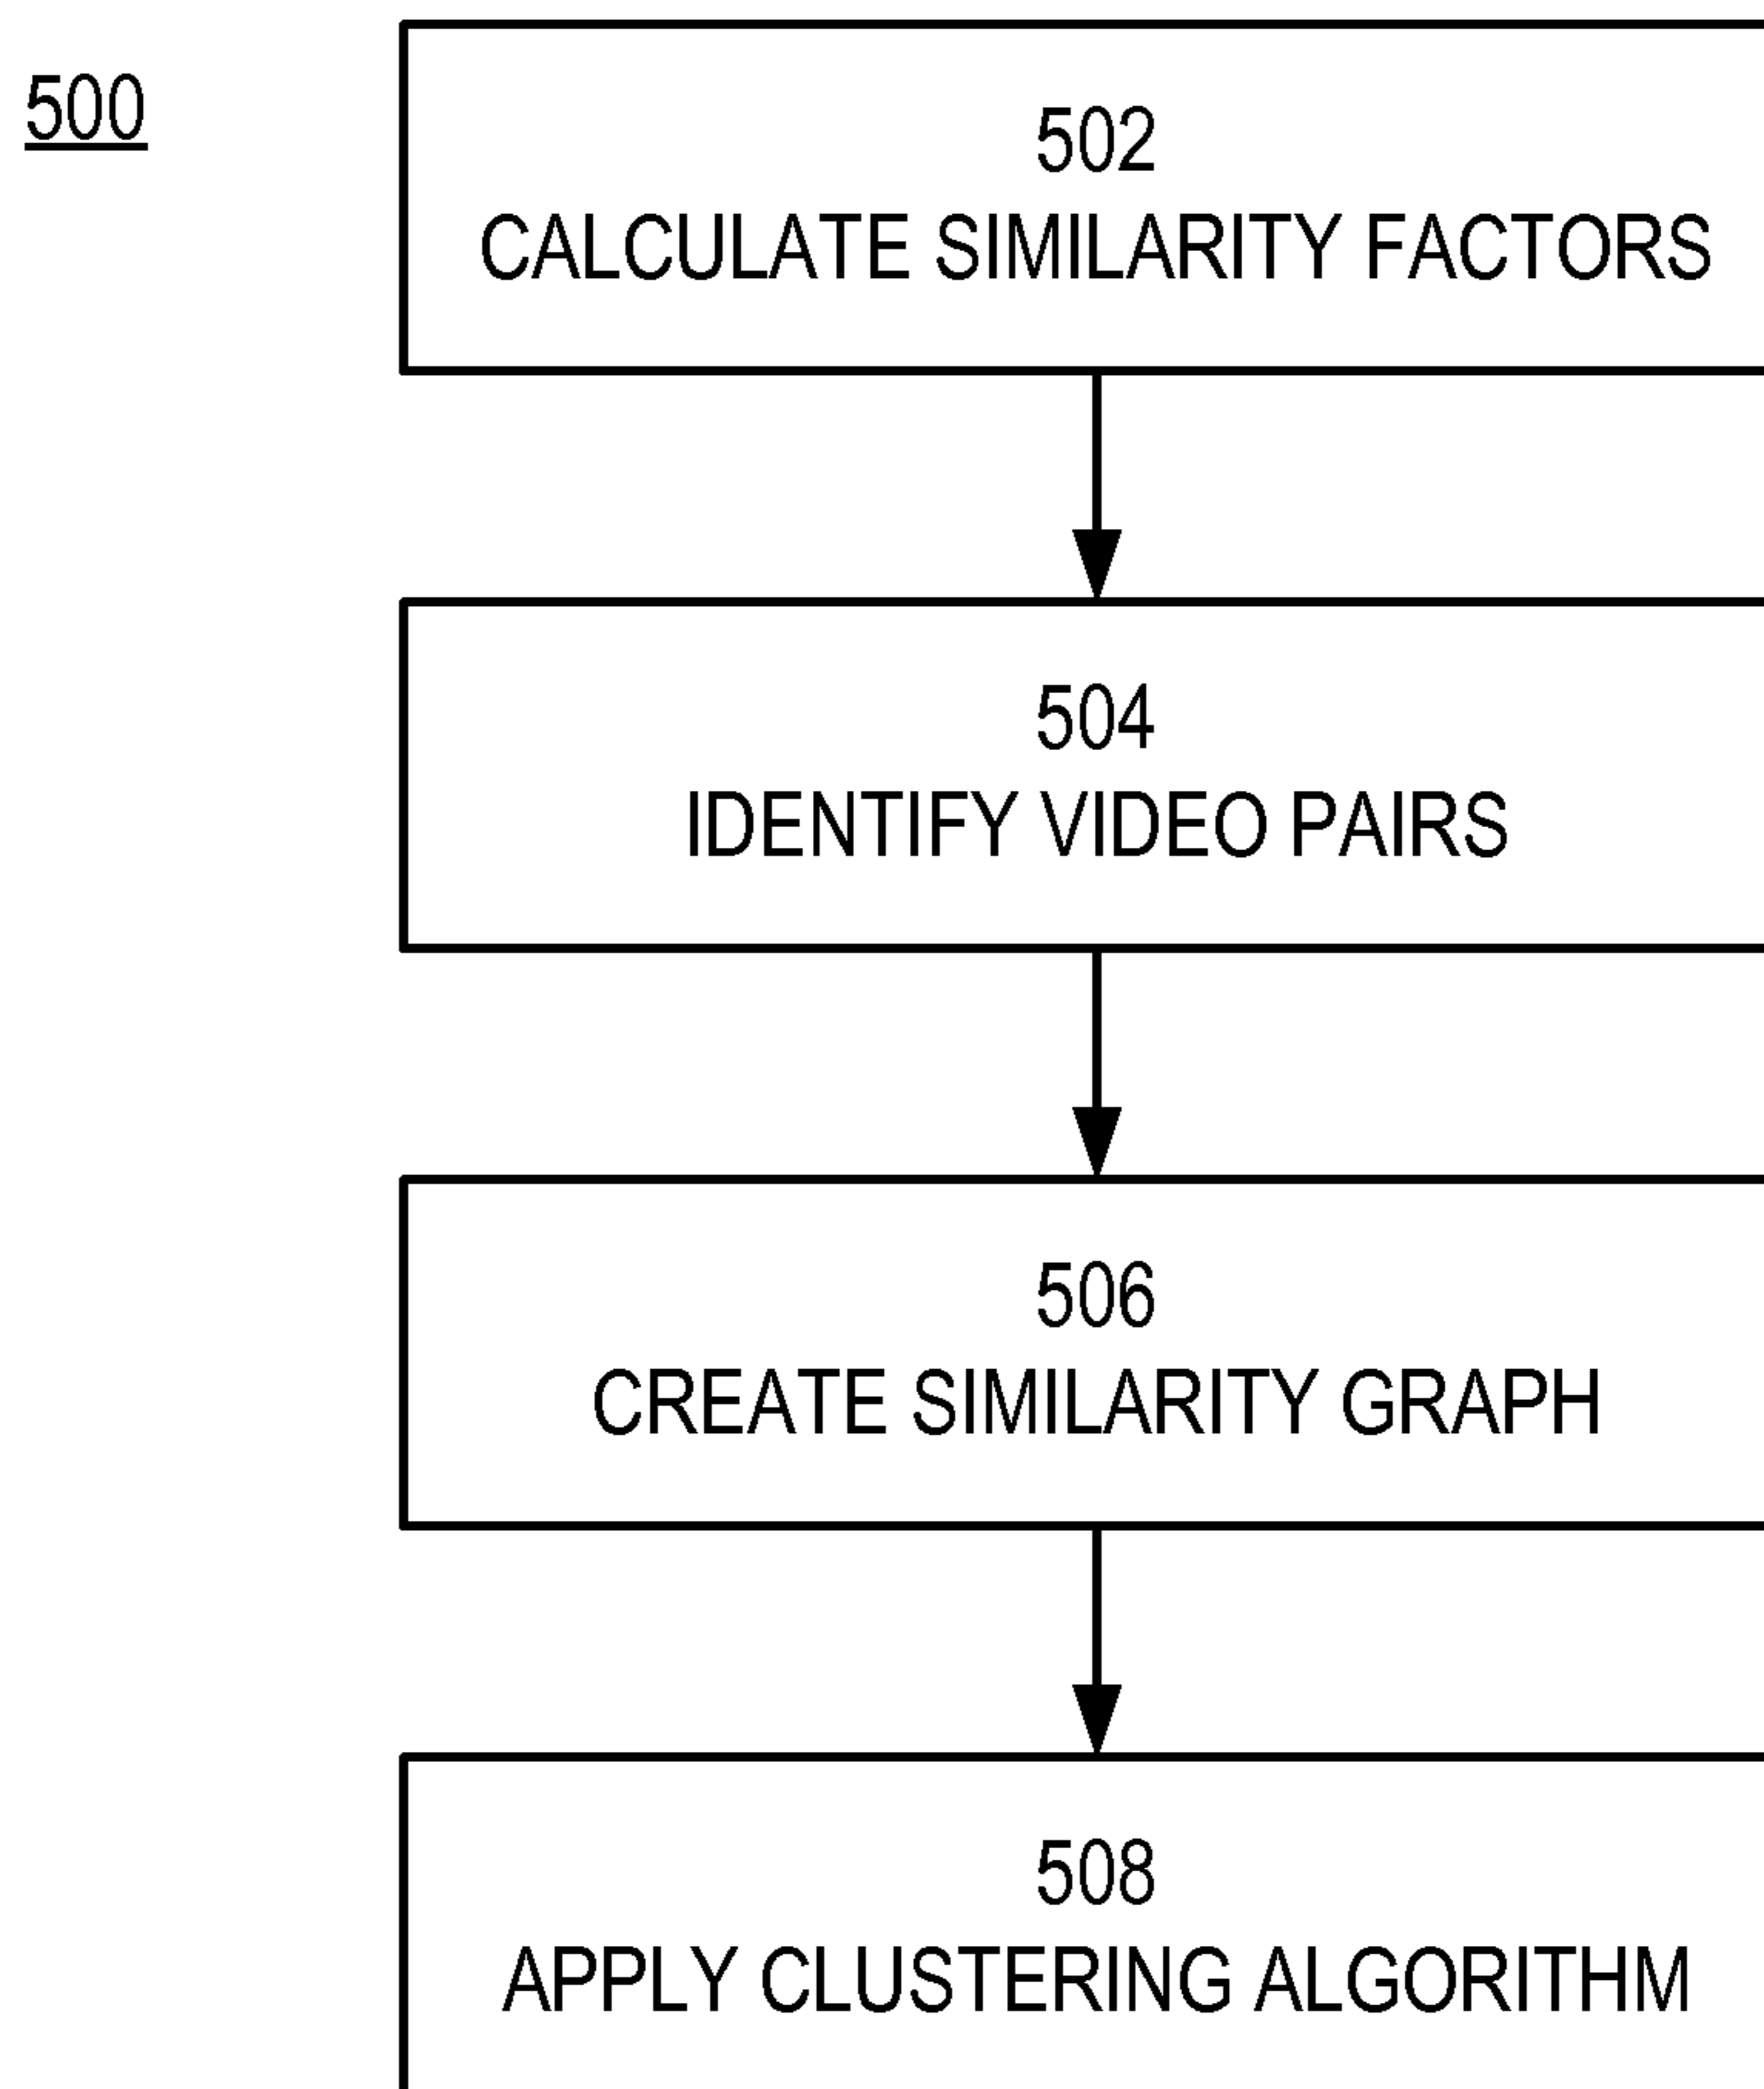 500
502
CALCULATE SIMILARITY FACTORS
504
IDENTIFY VIDEO PAIRS
506
CREATE SIMILARITY GRAPH
508
APPLY CLUSTERING ALGORITHM